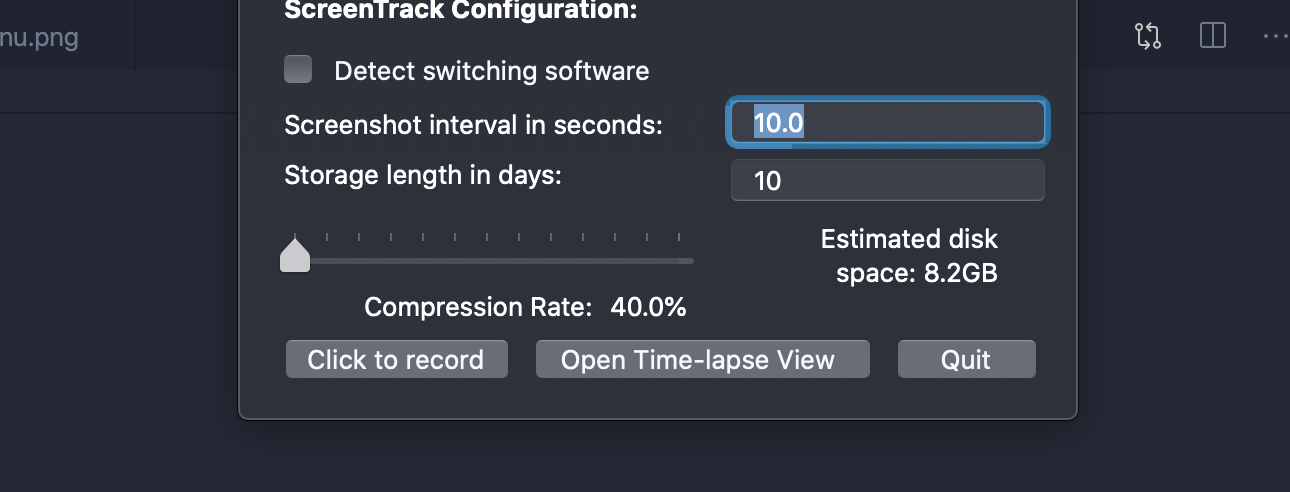 ScreenTrack Configuration:
nu.png
Detect switching software
Screenshot interval in seconds: 10.0
Storage length in days: 10
Estimated disk
space: 8.2GB
Compression Rate: 40.0%
Click to record Open Time-lapse View Quit